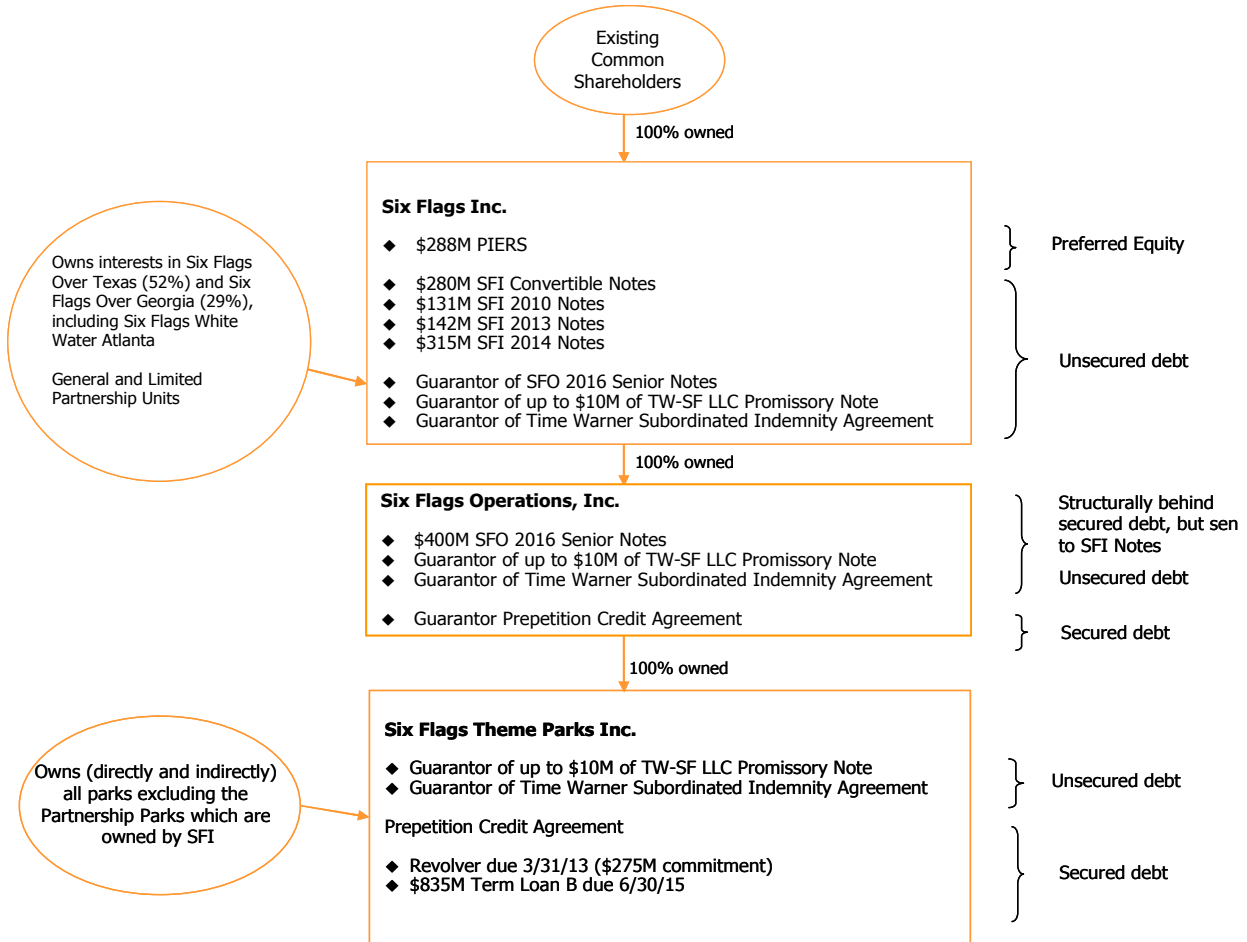 Existing
Common
Shareholders
100% owned
Six Flags Inc.
◆ $288M PIERS
Preferred Equity
◆ $280M SFI Convertible Notes
◆ $131M SFI 2010 Notes
◆ $142M SFI 2013 Notes
◆ $315M SFI 2014 Notes
◆ Guarantor of SFO 2016 Senior Notes
◆ Guarantor of up to $10M of TW-SF LLC Promissory Note
◆ Guarantor of Time Warner Subordinated Indemnity Agreement
Unsecured debt
Owns interests in Six Flags
Over Texas (52%) and Six
Flags Over Georgia (29%),
including Six Flags White
Water Atlanta
General and Limited
Partnership Units
100% owned
Six Flags Operations, Inc.
◆ $400M SFO 2016 Senior Notes
◆ Guarantor of up to $10M of TW-SF LLC Promissory Note
◆ Guarantor of Time Warner Subordinated Indemnity Agreement
◆ Guarantor Prepetition Credit Agreement
Structurally behind
secured debt, but sen
to SFI Notes
Unsecured debt
Secured debt
100% owned
Six Flags Theme Parks Inc.
◆ Guarantor of up to $10M of TW-SF LLC Promissory Note
◆ Guarantor of Time Warner Subordinated Indemnity Agreement
Unsecured debt
Prepetition Credit Agreement
◆ Revolver due 3/31/13 ($275M commitment)
◆ $835M Term Loan B due 6/30/15
Secured debt
Owns (directly and indirectly)
all parks excluding the
Partnership Parks which are
owned by SFI